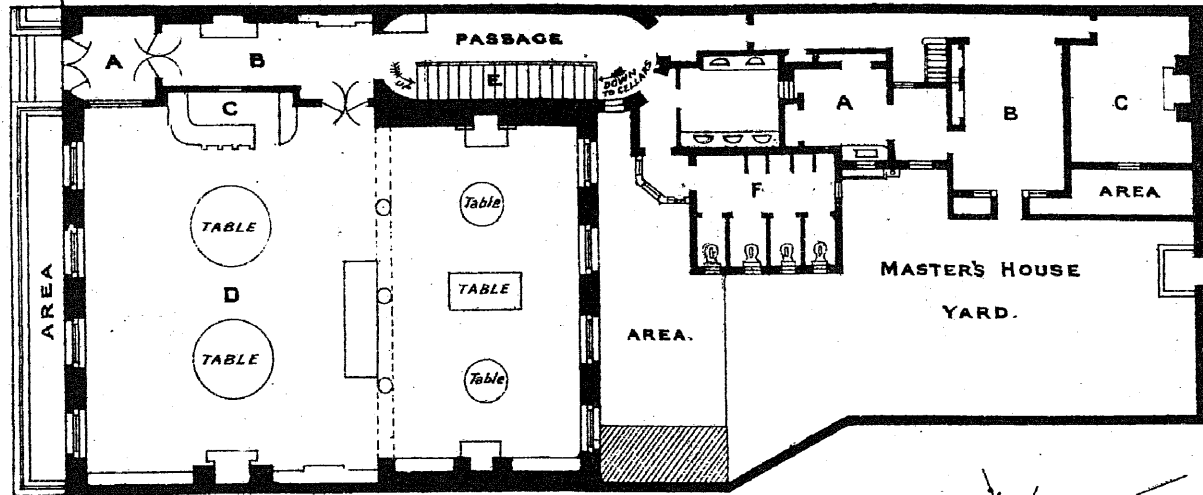 PASSAGE
A
B
E
UP
DOWN
TO CELLARS
C
A
B
C
TABLE
Table
F
AREA
AREA
D
TABLE
MASTER'S HOUSE
YARD.
AREA.
TABLE
Table